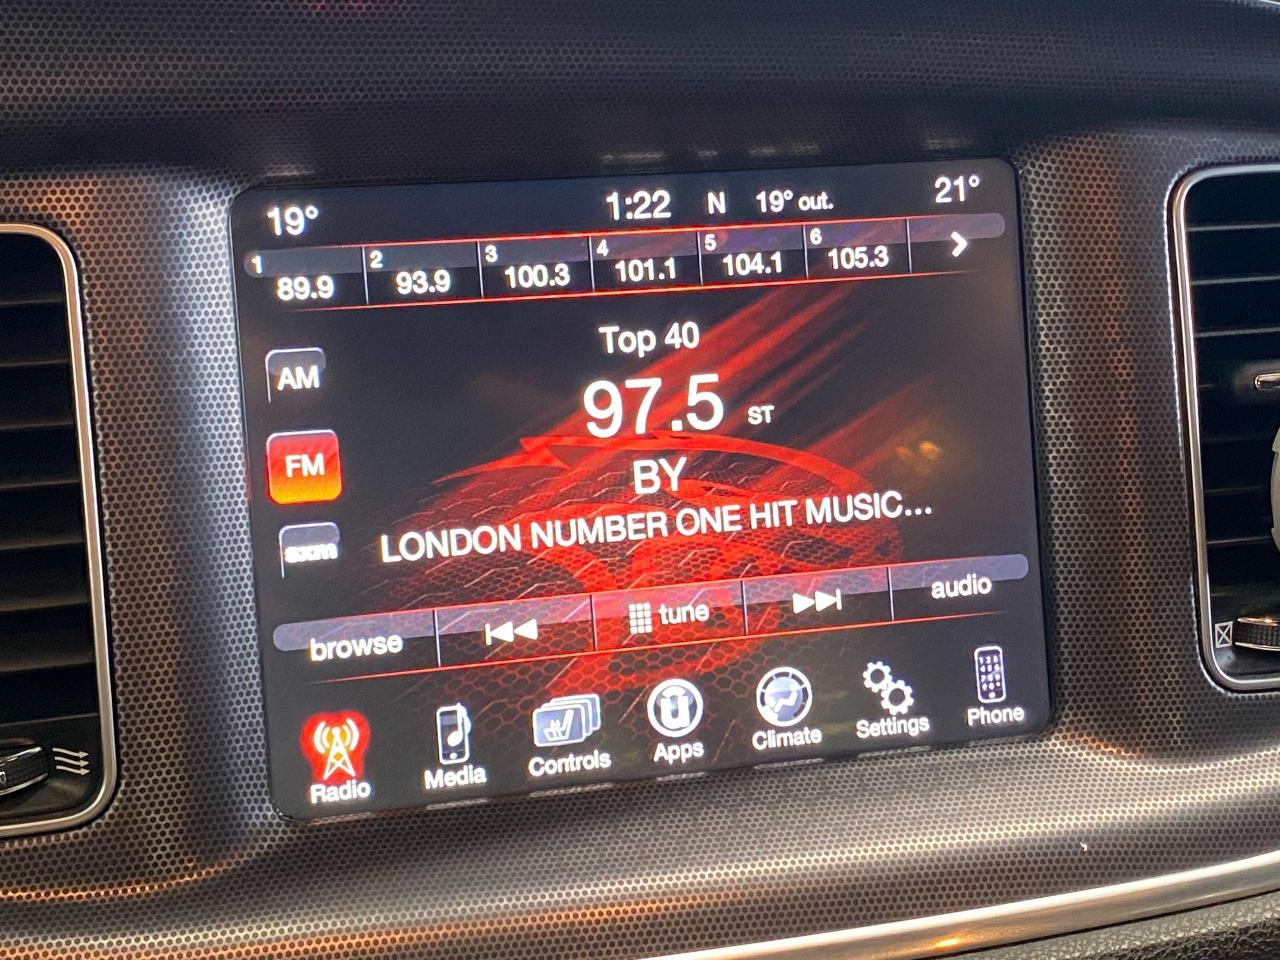 19° 1:22 N 19° out. 21°
1 89.9 2 93.9 3 100.3 4 101.1 5 104.1 6 105.3
Top 40
AM
97.5 ST
FM
BY
LONDON NUMBER ONE HIT MUSIC...
sxm
browse tune audio
Radio Media Controls Apps Climate Settings Phone